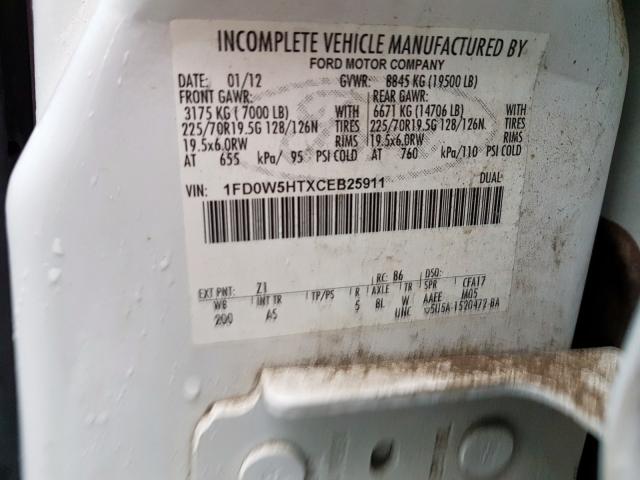 INCOMPLETE VEHICLE MANUFACTURED BY
FORD MOTOR COMPANY
DATE: 01/12 GVWR: 8845 KG (19500 LB)
FRONT GAWR: REAR GAWR:
3175 KG ( 7000 LB) WITH 6671 KG (14706 LB) WITH
225/70R19.5G 128/126N TIRES 225/70R19.5G 128/126N TIRES
19.5x6.0RW RIMS 19.5x6.0RW RIMS
AT 655 kPa/ 95 PSI COLD AT 760 kPa/110 PSI COLD
VIN: 1FD0W5HTXCEB25911 DUAL
EXT PNT: Z1 RC: B6 DSO:
WB INT TR TP/PS R AXLE TR SPR CFA17
200 AS 5 BL W AAEE M05
UHC